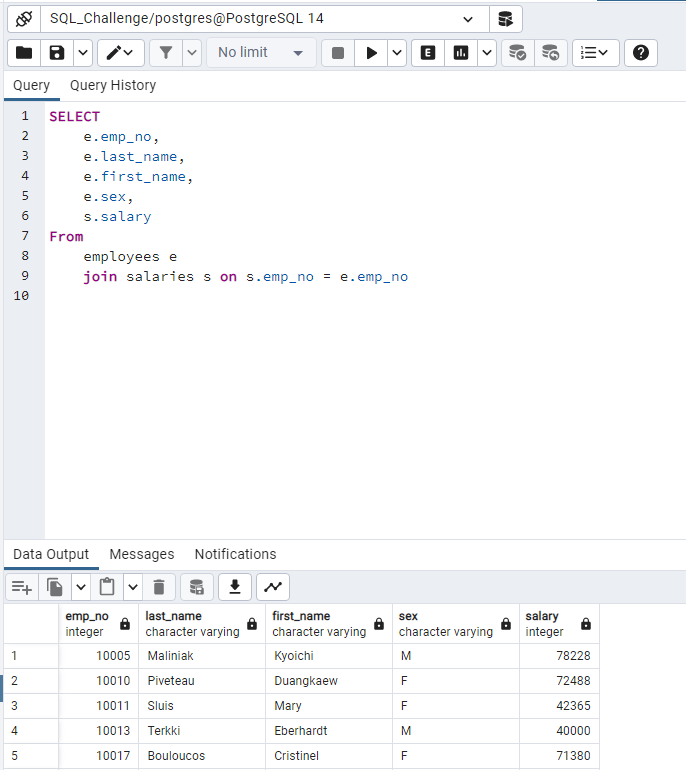 SQL_Challenge/postgres@PostgreSQL 14
No limit
E
Query Query History
1 SELECT
2 e.emp_no,
3 e.last_name,
4 e.first_name,
5 e.sex,
6 s.salary
7 From
8 employees e
9 join salaries s on s.emp_no = e.emp_no
10
Data Output Messages Notifications
emp_no last_name first_name sex salary
integer character varying character varying character varying integer
1 10005 Maliniak Kyoichi M 78228
2 10010 Piveteau Duangkaew F 72488
3 10011 Sluis Mary F 42365
4 10013 Terkki Eberhardt M 40000
5 10017 Bouloucos Cristinel F 71380